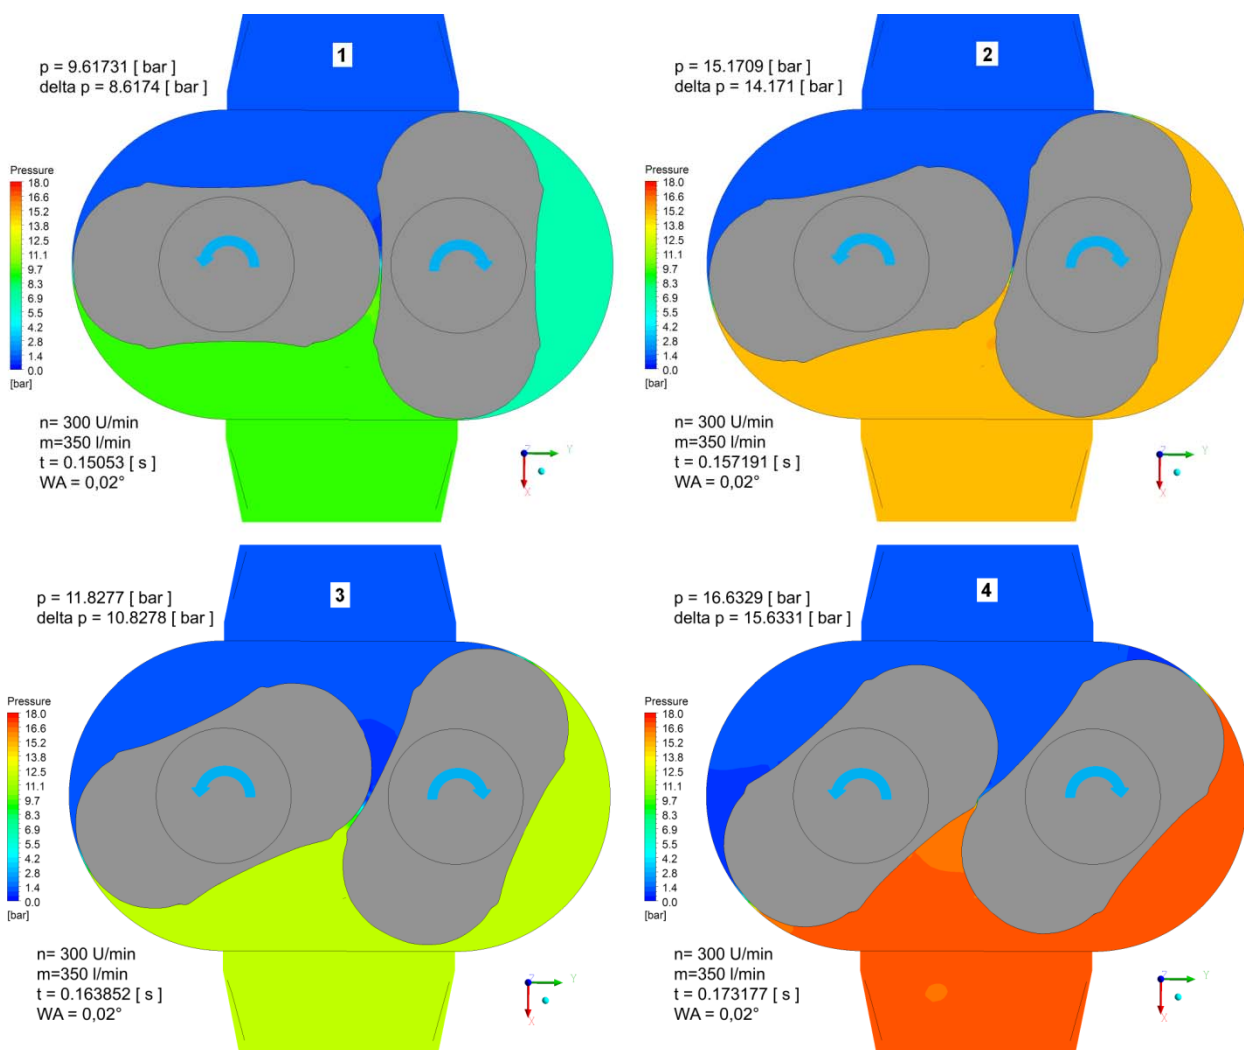 1
p = 9.61731 [ bar ]
delta p = 8.6174 [ bar ]
Pressure
18.0
16.6
15.2
13.8
12.5
11.1
9.7
8.3
6.9
5.5
4.2
2.8
1.4
0.0
[bar]
n= 300 U/min
m=350 l/min
t = 0.15053 [ s ]
WA = 0,02°
Z
Y
X
2
p = 15.1709 [ bar ]
delta p = 14.171 [ bar ]
Pressure
18.0
16.6
15.2
13.8
12.5
11.1
9.7
8.3
6.9
5.5
4.2
2.8
1.4
0.0
[bar]
n= 300 U/min
m=350 l/min
t = 0.157191 [ s ]
WA = 0,02°
Z
Y
X
3
p = 11.8277 [ bar ]
delta p = 10.8278 [ bar ]
Pressure
18.0
16.6
15.2
13.8
12.5
11.1
9.7
8.3
6.9
5.5
4.2
2.8
1.4
0.0
[bar]
n= 300 U/min
m=350 l/min
t = 0.163852 [ s ]
WA = 0,02°
Z
Y
X
4
p = 16.6329 [ bar ]
delta p = 15.6331 [ bar ]
Pressure
18.0
16.6
15.2
13.8
12.5
11.1
9.7
8.3
6.9
5.5
4.2
2.8
1.4
0.0
[bar]
n= 300 U/min
m=350 l/min
t = 0.173177 [ s ]
WA = 0,02°
Z
Y
X